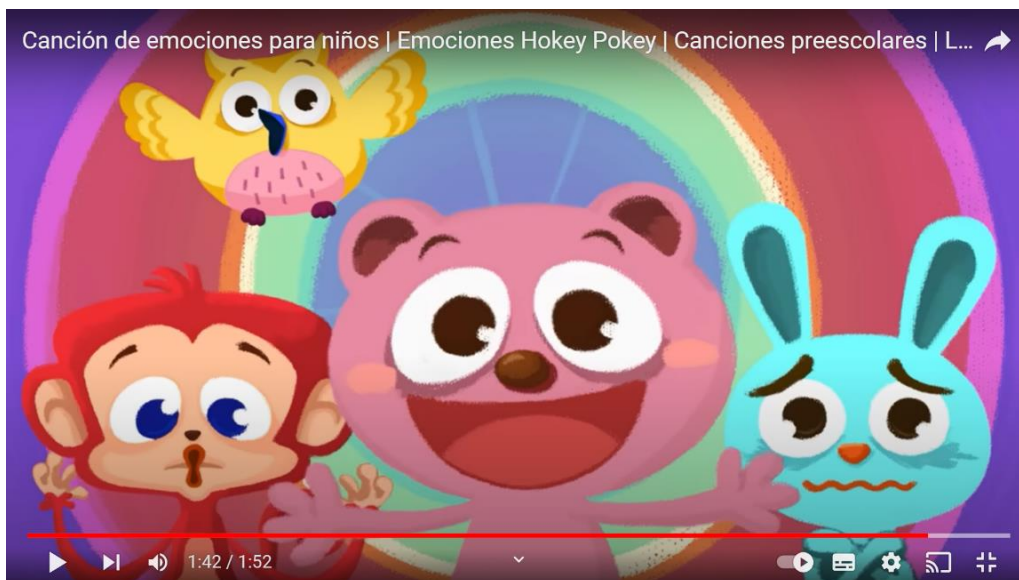 Canción de emociones para niños | Emociones Hokey Pokey | Canciones preescolares | L...
1:42 / 1:52